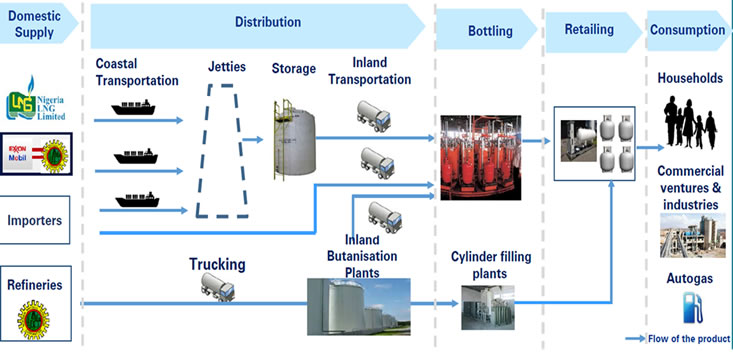 Domestic
Supply
Distribution
Bottling
Retailing
Consumption
Coastal
Transportation
Jetties
Storage
Inland
Transportation
Households
LNG
Nigeria
LNG
Limited
EXXON
Mobil
Commercial
ventures &
industries
Importers
Inland
Butanisation
Plants
Trucking
Cylinder filling
plants
Refineries
Autogas
Flow of the product